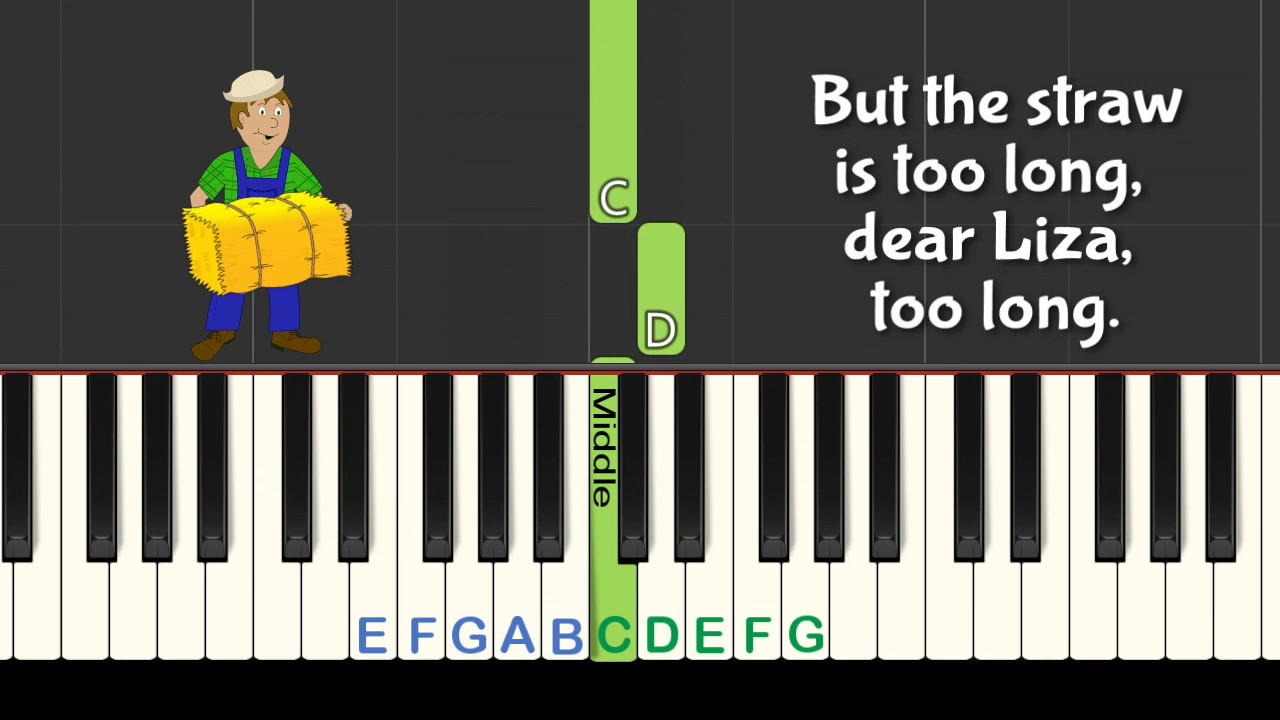 But the straw
is too long,
dear Liza,
too long.
C
D
Middle
E F G A B C D E F G